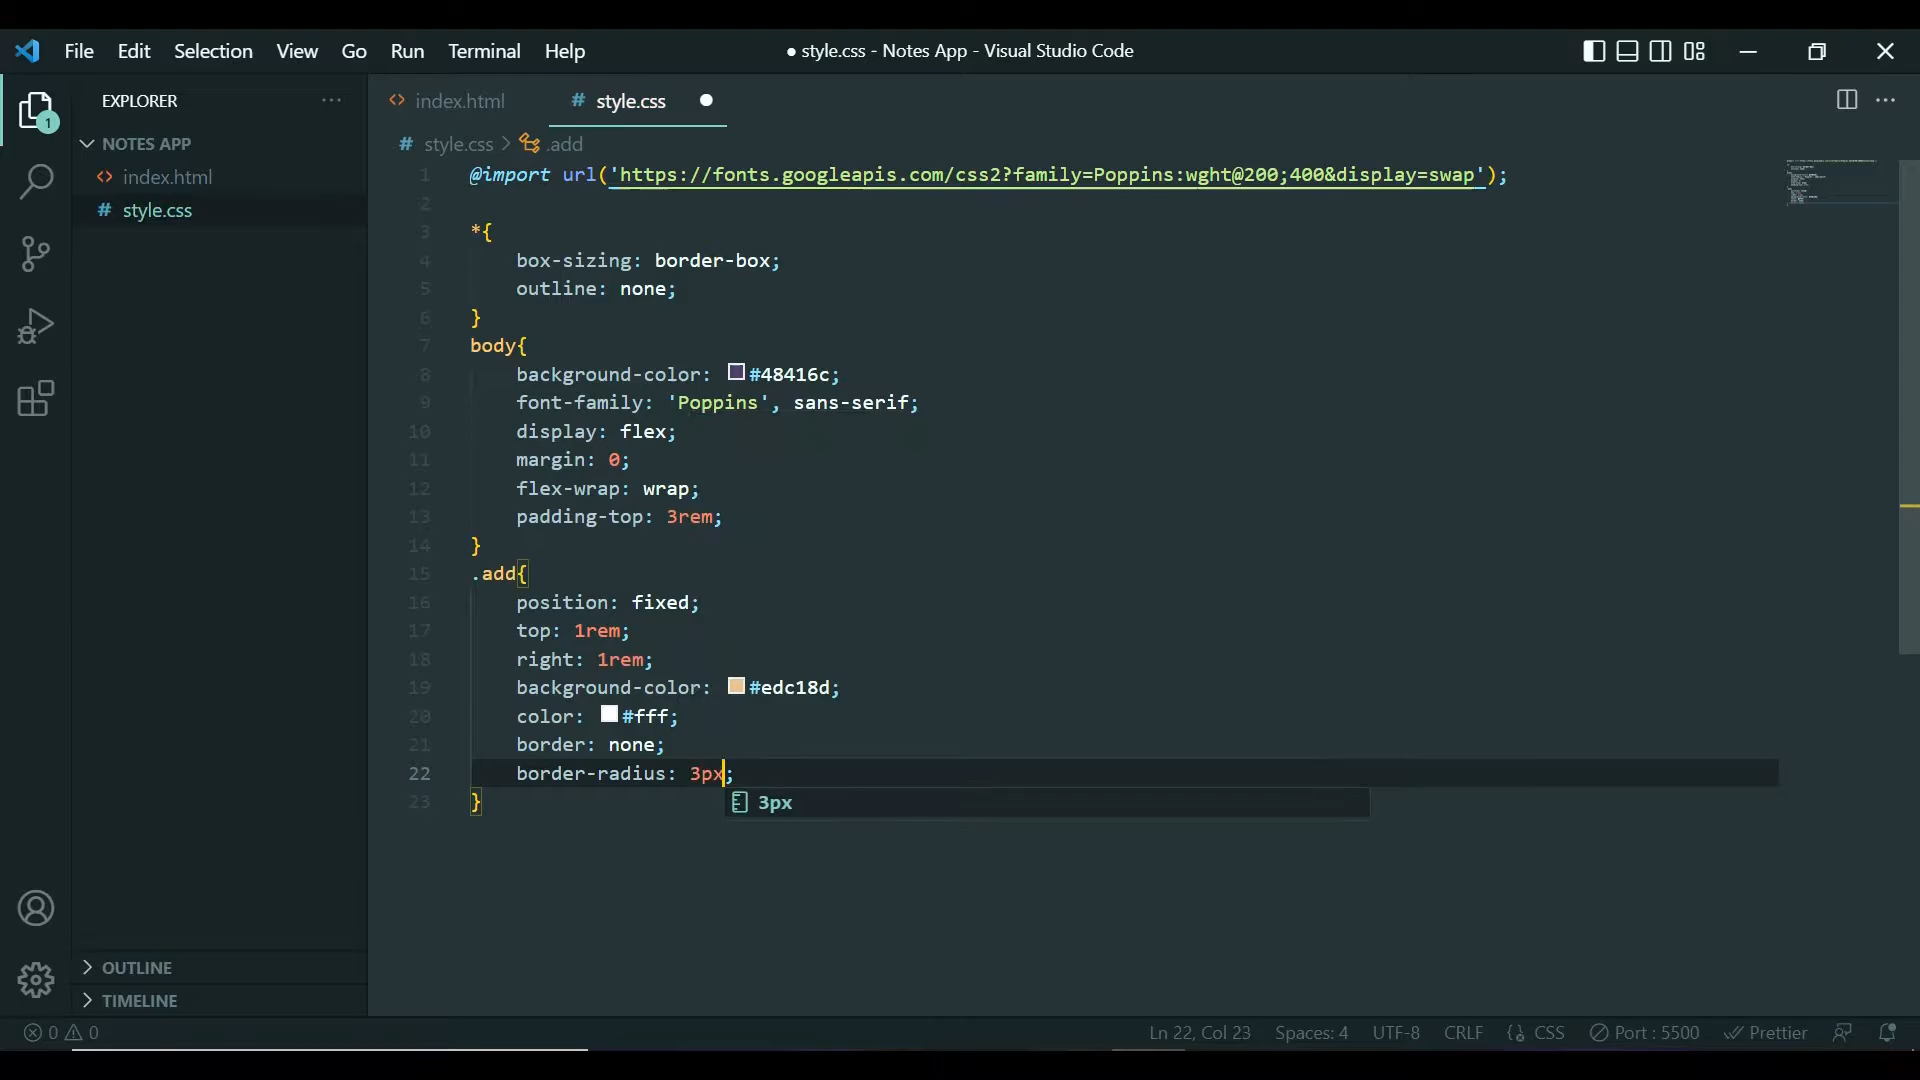 File Edit Selection View Go Run Terminal Help
● style.css - Notes App - Visual Studio Code
EXPLORER
1
NOTES APP
index.html
style.css
index.html
# style.css
# style.css > .add
1 @import url('https://fonts.googleapis.com/css2?family=Poppins:wght@200;400&display=swap');
2
3 *{
4 box-sizing: border-box;
5 outline: none;
6 }
7 body{
8 background-color: #48416c;
9 font-family: 'Poppins', sans-serif;
10 display: flex;
11 margin: 0;
12 flex-wrap: wrap;
13 padding-top: 3rem;
14 }
15 .add{
16 position: fixed;
17 top: 1rem;
18 right: 1rem;
19 background-color: #edc18d;
20 color: #fff;
21 border: none;
22 border-radius: 3px;
23 }
3px
OUTLINE
TIMELINE
0 0
Ln 22, Col 23 Spaces: 4 UTF-8 CRLF CSS Port : 5500 Prettier